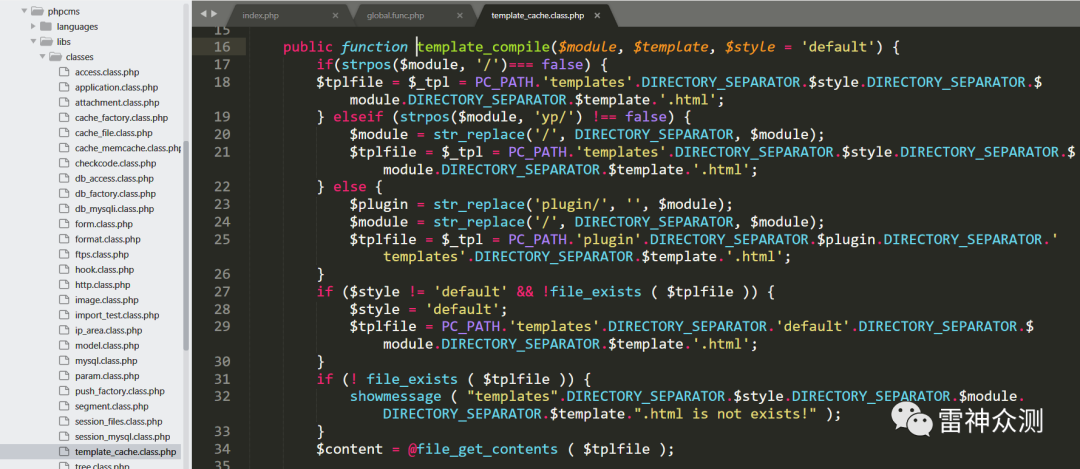 phpcms
languages
libs
classes
access.class.php
application.class.php
attachment.class.php
cache_factory.class.php
cache_file.class.php
cache_memcache.class.php
checkcode.class.php
db_access.class.php
db_factory.class.php
db_mysqli.class.php
form.class.php
format.class.php
ftps.class.php
hook.class.php
http.class.php
image.class.php
import_test.class.php
ip_area.class.php
model.class.php
mysql.class.php
param.class.php
push_factory.class.php
segment.class.php
session_files.class.php
session_mysql.class.php
template_cache.class.php
tree.class.php
index.php × global.func.php × template_cache.class.php ×
15
16 public function template_compile($module, $template, $style = 'default') {
17 if(strpos($module, '/')=== false) {
18 $tplfile = $_tpl = PC_PATH.'templates'.DIRECTORY_SEPARATOR.$style.DIRECTORY_SEPARATOR.$
module.DIRECTORY_SEPARATOR.$template.'.html';
19 } elseif (strpos($module, 'yp/') !== false) {
20 $module = str_replace('/', DIRECTORY_SEPARATOR, $module);
21 $tplfile = $_tpl = PC_PATH.'templates'.DIRECTORY_SEPARATOR.$style.DIRECTORY_SEPARATOR.$
module.DIRECTORY_SEPARATOR.$template.'.html';
22 } else {
23 $plugin = str_replace('plugin/', '', $module);
24 $module = str_replace('/', DIRECTORY_SEPARATOR, $module);
25 $tplfile = $_tpl = PC_PATH.'plugin'.DIRECTORY_SEPARATOR.$plugin.DIRECTORY_SEPARATOR.'
templates'.DIRECTORY_SEPARATOR.$template.'.html';
26 }
27 if ($style != 'default' && !file_exists ( $tplfile )) {
28 $style = 'default';
29 $tplfile = PC_PATH.'templates'.DIRECTORY_SEPARATOR.'default'.DIRECTORY_SEPARATOR.$
module.DIRECTORY_SEPARATOR.$template.'.html';
30 }
31 if (! file_exists ( $tplfile )) {
32 showmessage ( "templates".DIRECTORY_SEPARATOR.$style.DIRECTORY_SEPARATOR.$module.
DIRECTORY_SEPARATOR.$template.".html is not exists!" );
33 }
34 $content = @file_get_contents ( $tplfile );
35
雷神众测